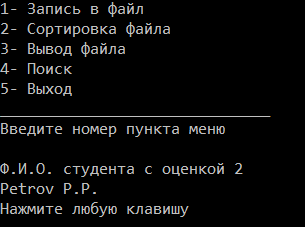 1- Запись в файл
2- Сортировка файла
3- Вывод файла
4- Поиск
5- Выход
______________________________
Введите номер пункта меню
Ф.И.О. студента с оценкой 2
Petrov P.P.
Нажмите любую клавишу